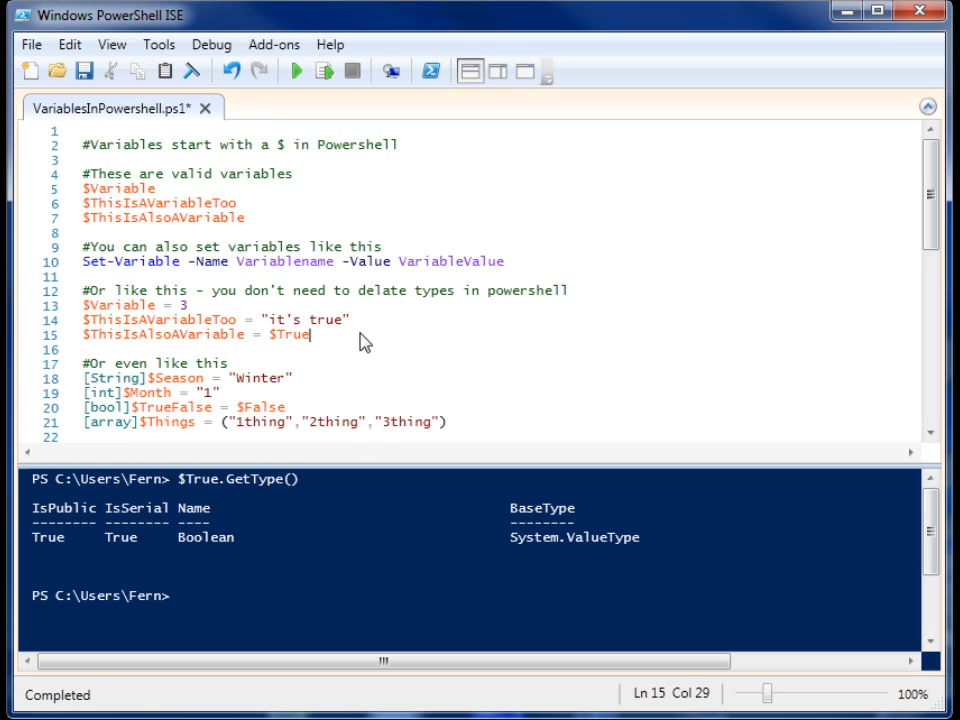 Windows PowerShell ISE
File Edit View Tools Debug Add-ons Help
VariablesInPowershell.ps1*
1
2 #Variables start with a $ in Powershell
3
4 #These are valid variables
5 $Variable
6 $ThisIsAVariableToo
7 $ThisIsAlsoAVariable
8
9 #You can also set variables like this
10 Set-Variable -Name Variablename -Value VariableValue
11
12 #Or like this - you don't need to delate types in powershell
13 $Variable = 3
14 $ThisIsAVariableToo = "it's true"
15 $ThisIsAlsoAVariable = $True
16
17 #Or even like this
18 [String]$Season = "Winter"
19 [int]$Month = "1"
20 [bool]$TrueFalse = $False
21 [array]$Things = ("1thing","2thing","3thing")
22
PS C:\Users\Fern> $True.GetType()
IsPublic IsSerial Name BaseType
-------- -------- ---- --------
True True Boolean System.ValueType
PS C:\Users\Fern>
Completed Ln 15 Col 29 100%